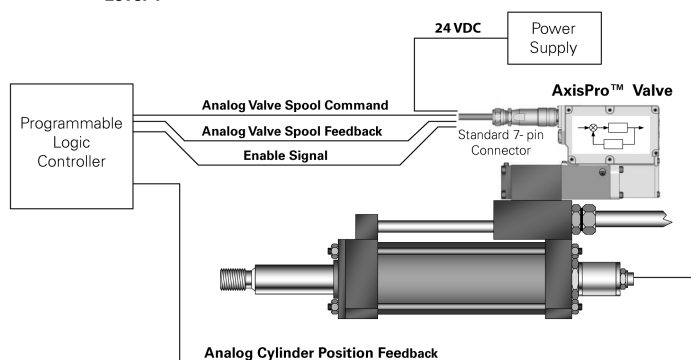 24 VDC
Power
Supply
AxisPro™ Valve
Programmable
Logic
Controller
Analog Valve Spool Command
Analog Valve Spool Feedback
Enable Signal
Standard 7- pin
Connector
Analog Cylinder Position Feedback